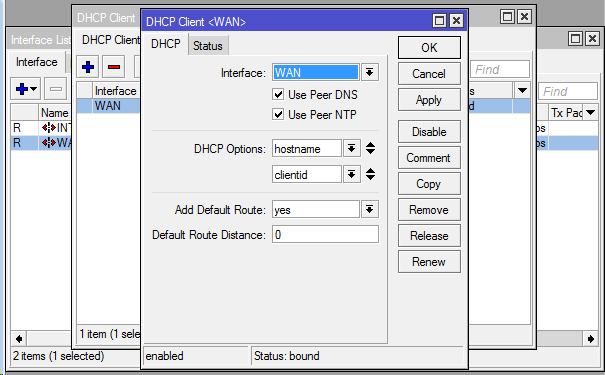 DHCP Client
DHCP Client <WAN>
Interface List
DHCP Client
DHCP
Status
OK
Interface
Interface:
WAN
Cancel
Find
Use Peer DNS
Apply
Find
Interface
s
Name
WAN
Use Peer NTP
d
Tx Pac
R
INT
Disable
os
R
WA
DHCP Options:
hostname
Comment
os
clientid
Copy
Add Default Route:
yes
Remove
Default Route Distance:
0
Release
Renew
1 item (1 sele
2 items (1 selected)
enabled
Status: bound